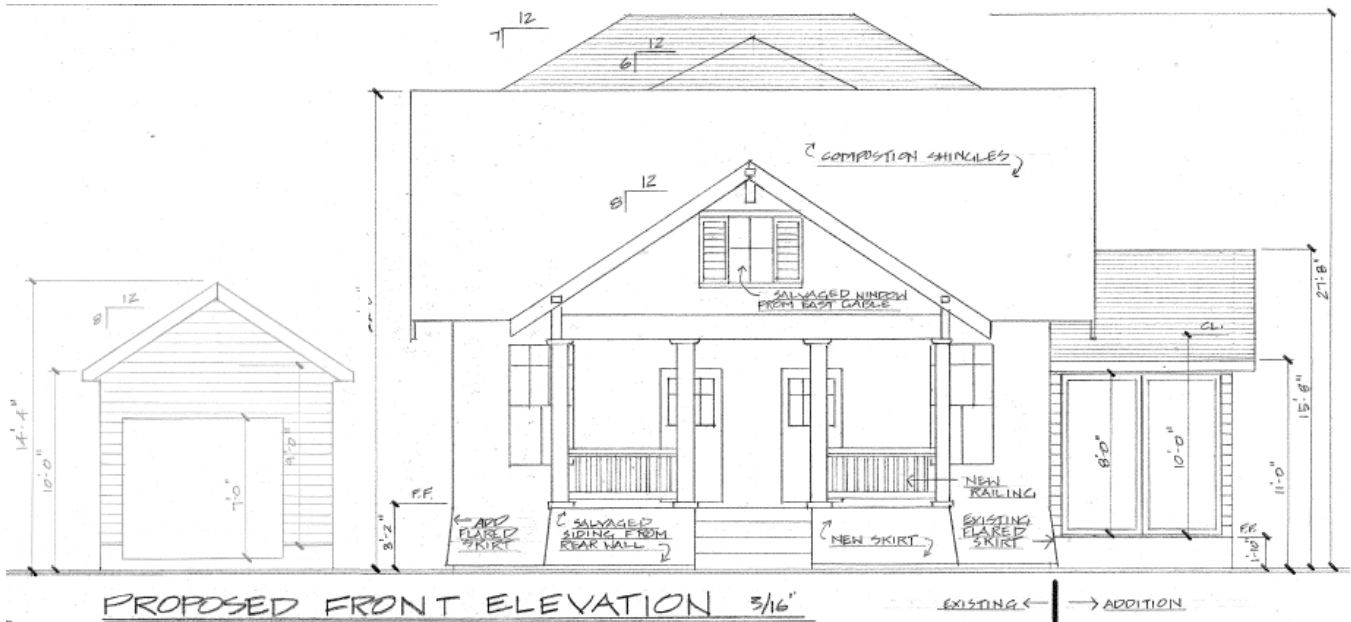 12
7
12
6
COMPOSTION SHINGLES
12
8
SALVAGED WINDOW
FROM EAST GABLE
12
8
14'-4"
10'-0"
9'-0"
7'-0"
F.F.
3'-2"
ADD
FLARED
SKIRT
SALVAGED
SIDING FROM
REAR WALL
NEW SKIRT
NEW
RAILING
EXISTING
FLARED
SKIRT
CL.
8'-0"
10'-0"
F.F.
1'-10"
11'-0"
15'-8"
27'-8"
PROPOSED FRONT ELEVATION 3/16"
EXISTING
ADDITION